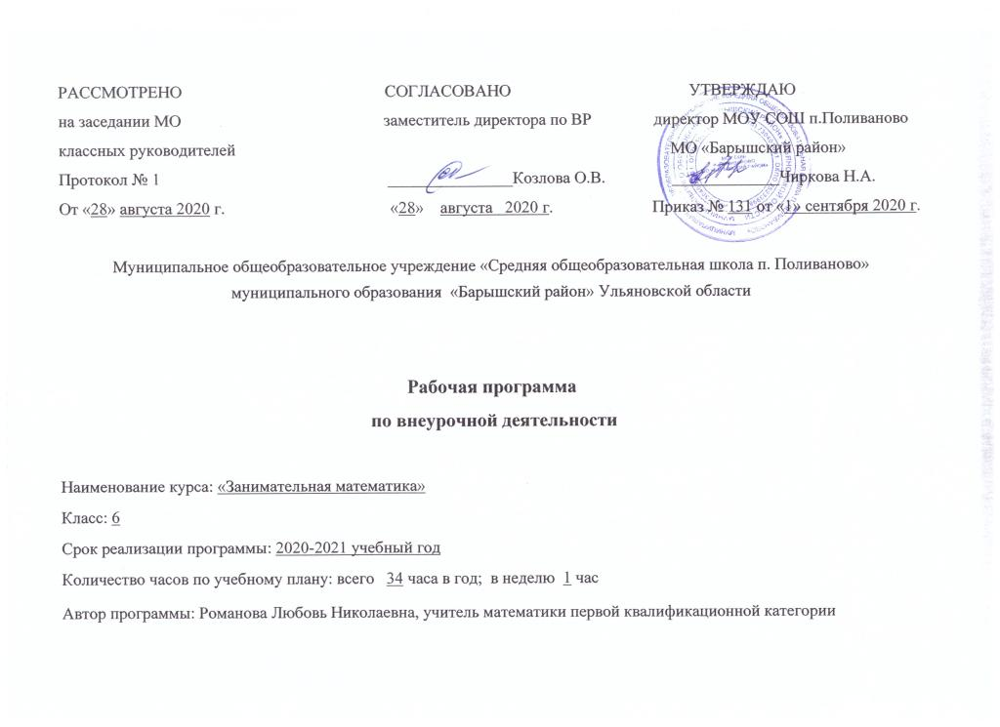 РАССМОТРЕНО
на заседании МО
классных руководителей
Протокол № 1
От «28» августа 2020 г.
СОГЛАСОВАНО
заместитель директора по ВР
________________Козлова О.В.
«28» августа 2020 г.
УТВЕРЖДАЮ
директор МОУ СОШ п.Поливаново
МО «Барышский район»
________________Чиркова Н.А.
Приказ № 131 от «1» сентября 2020 г.
Муниципальное общеобразовательное учреждение «Средняя общеобразовательная школа п. Поливаново»
муниципального образования «Барышский район» Ульяновской области
Рабочая программа
по внеурочной деятельности
Наименование курса: «Занимательная математика»
Класс: 6
Срок реализации программы: 2020-2021 учебный год
Количество часов по учебному плану: всего 34 часа в год; в неделю 1 час
Автор программы: Романова Любовь Николаевна, учитель математики первой квалификационной категории